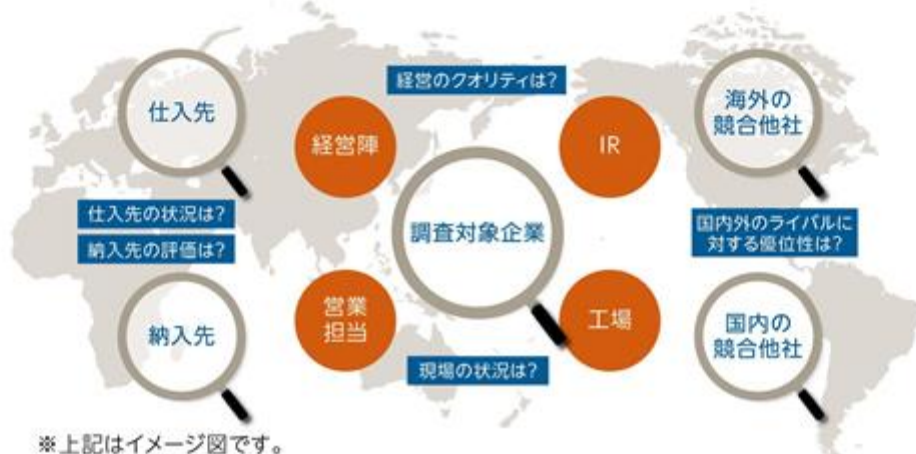 経営のクオリティは?
仕入先
経営陣
IR
海外の
競合他社
仕入先の状況は?
納入先の評価は?
調査対象企業
国内外のライバルに
対する優位性は?
納入先
営業
担当
工場
国内の
競合他社
現場の状況は?
※上記はイメージ図です。